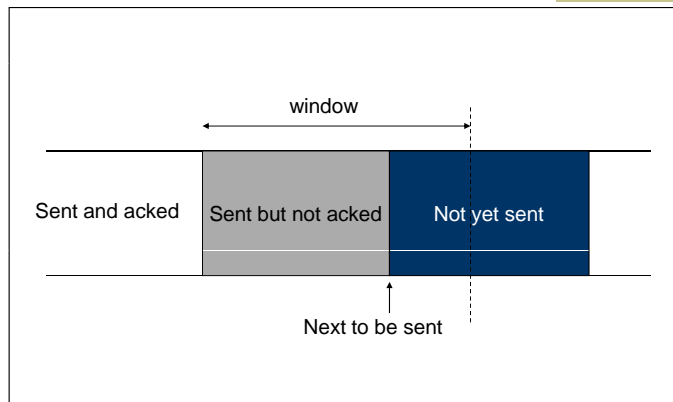 window
Sent and acked
Sent but not acked
Not yet sent
Next to be sent